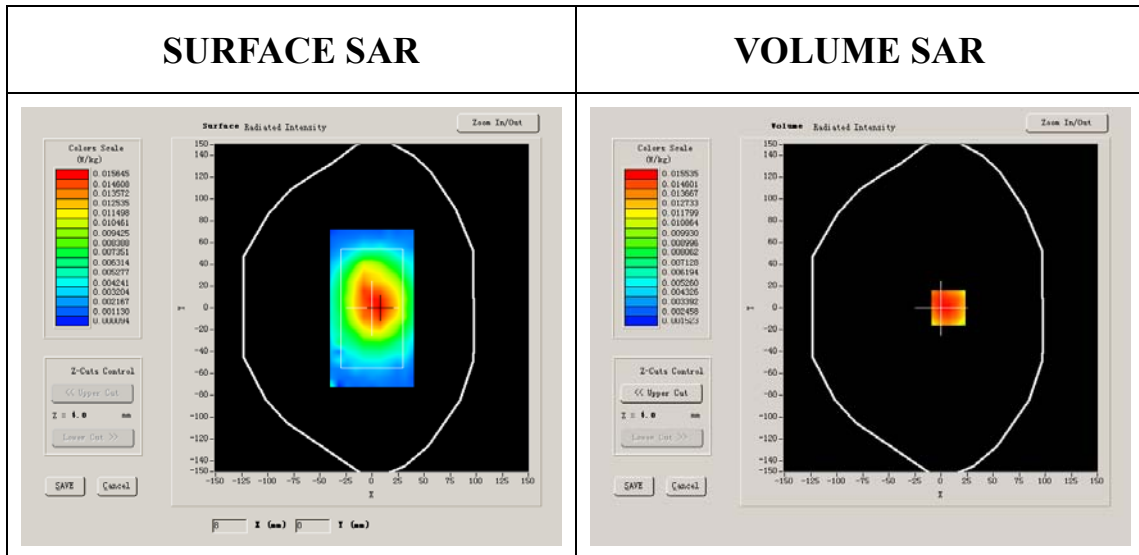 SURFACE SAR
VOLUME SAR
Surface Radiated Intensity
Zoom In/Out
Colors Scale
(W/kg)
0.015645
0.014608
0.013572
0.012535
0.011498
0.010461
0.009425
0.008388
0.007351
0.006314
0.005277
0.004241
0.003204
0.002167
0.001130
0.000094
150
140
120
100
80
60
40
20
0
-20
-40
-60
-80
-100
-120
-140
-150
Y
-150 -125 -100 -75 -50 -25 0 25 50 75 100 125 150
X
Z-Cuts Control
<< Upper Cut
Z = 4.0 mm
Lower Cut >>
SAVE Cancel
8 X (mm) 0 Y (mm)
Volume Radiated Intensity
Zoom In/Out
Colors Scale
(W/kg)
0.015535
0.014601
0.013667
0.012733
0.011799
0.010864
0.009930
0.008996
0.008062
0.007128
0.006194
0.005260
0.004326
0.003392
0.002458
0.001523
150
140
120
100
80
60
40
20
0
-20
-40
-60
-80
-100
-120
-140
-150
Y
-150 -125 -100 -75 -50 -25 0 25 50 75 100 125 150
X
Z-Cuts Control
<< Upper Cut
Z = 4.0 mm
Lower Cut >>
SAVE Cancel